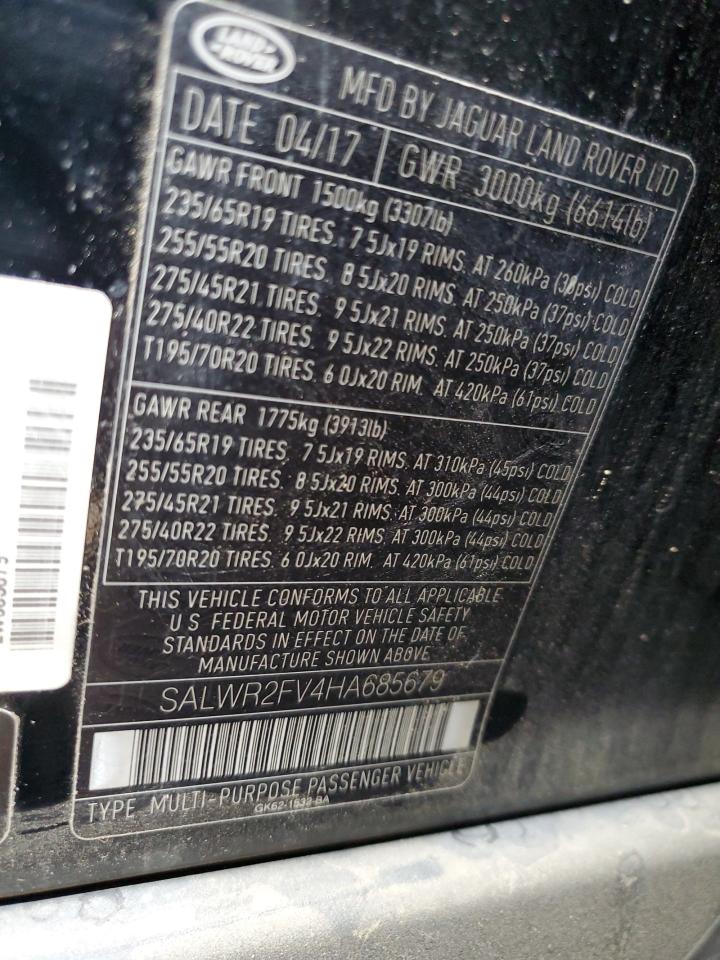 LAND
ROVER
MFD BY JAGUAR LAND ROVER LTD
DATE 04/17 GWR 3000kg (6614lb)
GAWR FRONT 1500kg (3307lb)
235/65R19 TIRES. 7 5Jx19 RIMS. AT 260kPa (38psi) COLD
255/55R20 TIRES. 8 5Jx20 RIMS. AT 250kPa (37psi) COLD
275/45R21 TIRES. 9 5Jx21 RIMS. AT 250kPa (37psi) COLD
275/40R22 TIRES. 9 5Jx22 RIMS. AT 250kPa (37psi) COLD
T195/70R20 TIRES. 6 0Jx20 RIM. AT 420kPa (61psi) COLD
GAWR REAR 1775kg (3913lb)
235/65R19 TIRES. 7 5Jx19 RIMS. AT 310kPa (45psi) COLD
255/55R20 TIRES. 8 5Jx20 RIMS. AT 300kPa (44psi) COLD
275/45R21 TIRES. 9 5Jx21 RIMS. AT 300kPa (44psi) COLD
275/40R22 TIRES. 9 5Jx22 RIMS. AT 300kPa (44psi) COLD
T195/70R20 TIRES. 6 0Jx20 RIM. AT 420kPa (61psi) COLD
THIS VEHICLE CONFORMS TO ALL APPLICABLE
U S FEDERAL MOTOR VEHICLE SAFETY
STANDARDS IN EFFECT ON THE DATE OF
MANUFACTURE SHOWN ABOVE
SALWR2FV4HA685679
TYPE MULTI-PURPOSE PASSENGER VEHICLE
GK62-1532-BA